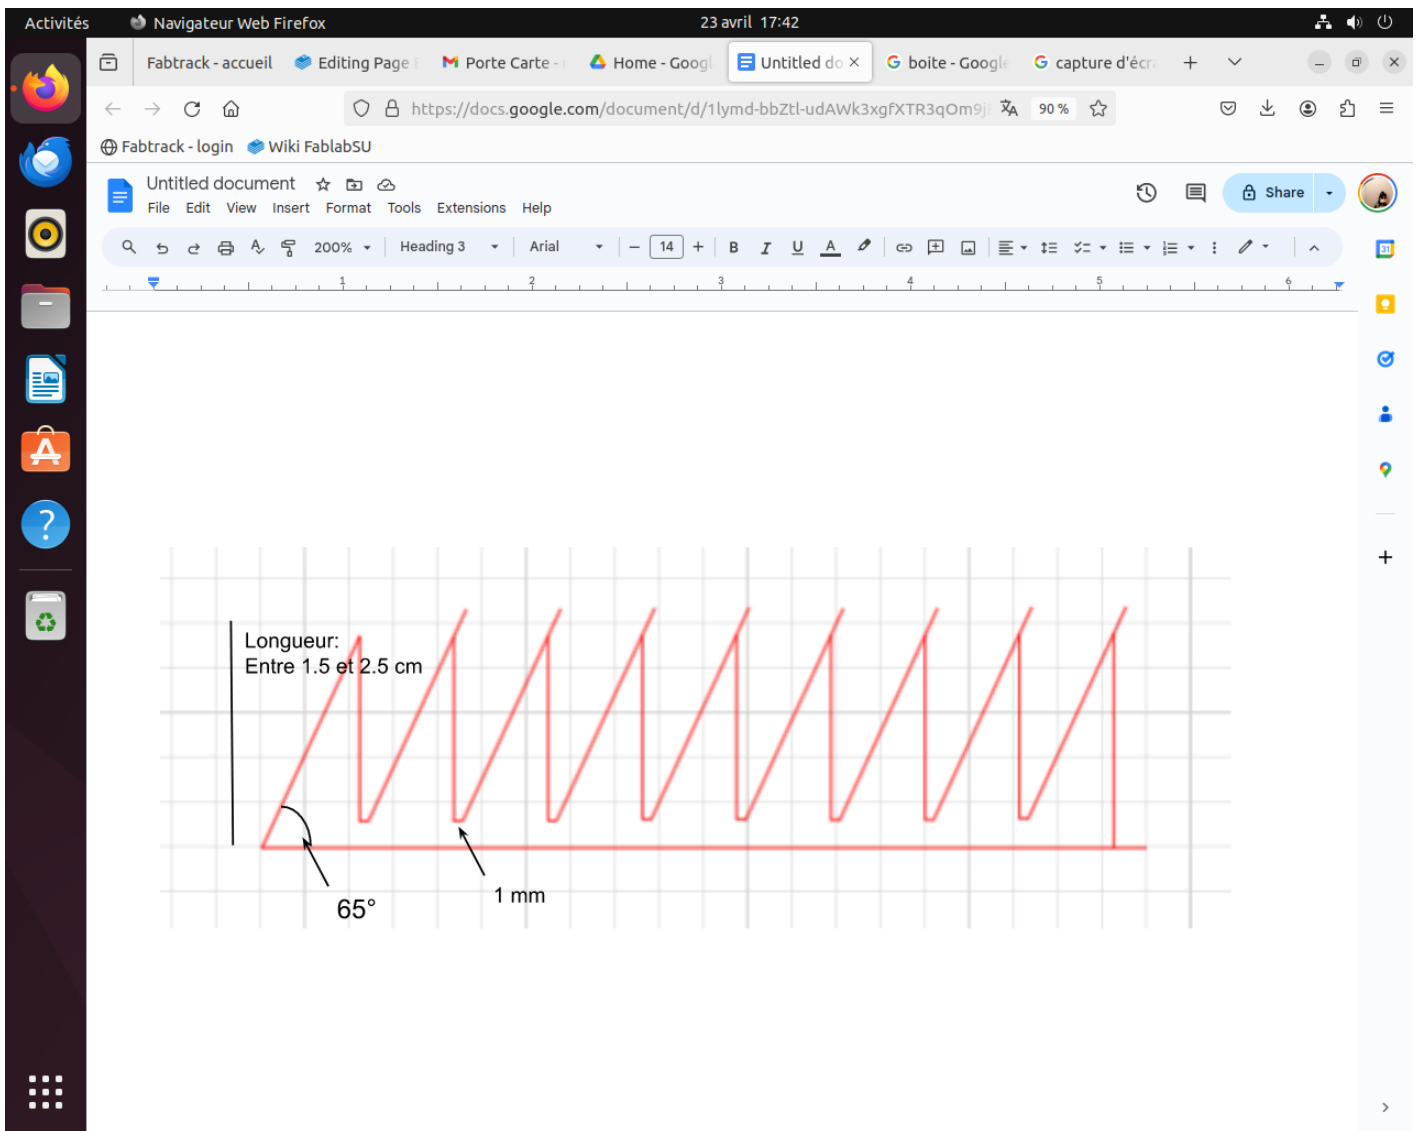 Activités
Navigateur Web Firefox
23 avril 17:42
Fabtrack - accueil
Editing Page
Porte Carte -
Home - Googl
Untitled do
boite - Google
capture d'écr
https://docs.google.com/document/d/1lymd-bbZtl-udAWk3xgfXTR3qOm9j
90 %
Fabtrack - login
Wiki FablabSU
Untitled document
Share
File Edit View Insert Format Tools Extensions Help
200%
Heading 3
Arial
14
B I U A
31
1 2 3 4 5 6
Longueur:
Entre 1.5 et 2.5 cm
65°
1 mm